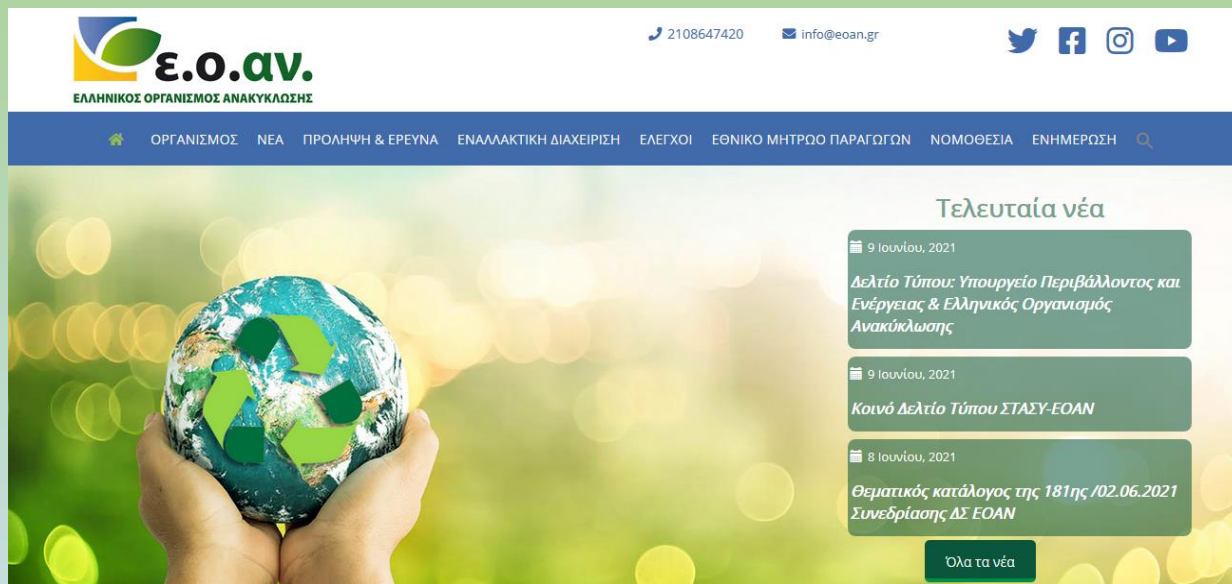 ε.ο.αν.
ΕΛΛΗΝΙΚΟΣ ΟΡΓΑΝΙΣΜΟΣ ΑΝΑΚΥΚΛΩΣΗΣ
2108647420
info@eoan.gr
ΟΡΓΑΝΙΣΜΟΣ ΝΕΑ ΠΡΟΛΗΨΗ & ΕΡΕΥΝΑ ΕΝΑΛΛΑΚΤΙΚΗ ΔΙΑΧΕΙΡΙΣΗ ΕΛΕΓΧΟΙ ΕΘΝΙΚΟ ΜΗΤΡΩΟ ΠΑΡΑΓΩΓΩΝ ΝΟΜΟΘΕΣΙΑ ΕΝΗΜΕΡΩΣΗ
Τελευταία νέα
9 Ιουνίου, 2021
Δελτίο Τύπου: Υπουργείο Περιβάλλοντος και
Ενέργειας & Ελληνικός Οργανισμός
Ανακύκλωσης
9 Ιουνίου, 2021
Κοινό Δελτίο Τύπου ΣΤΑΣΥ-ΕΟΑΝ
8 Ιουνίου, 2021
Θεματικός κατάλογος της 181ης /02.06.2021
Συνεδρίασης ΔΣ ΕΟΑΝ
Όλα τα νέα